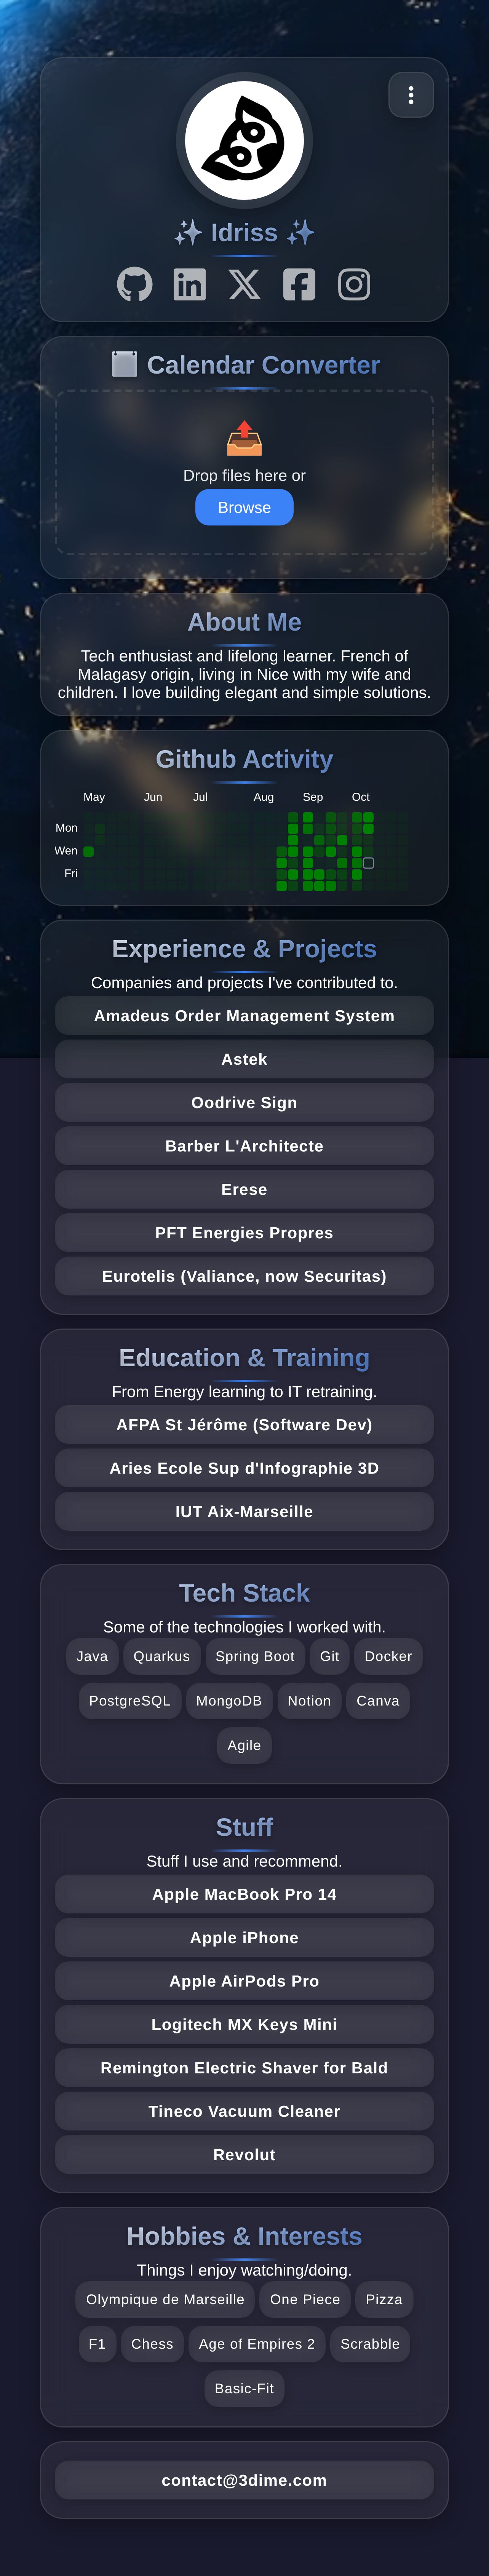 ✨ Idriss ✨
Calendar Converter
Drop files here or
Browse
About Me
Tech enthusiast and lifelong learner. French of
Malagasy origin, living in Nice with my wife and
children. I love building elegant and simple solutions.
Github Activity
May Jun Jul Aug Sep Oct
Mon
Wen
Fri
Experience & Projects
Companies and projects I've contributed to.
Amadeus Order Management System
Astek
Oodrive Sign
Barber L'Architecte
Erese
PFT Energies Propres
Eurotelis (Valiance, now Securitas)
Education & Training
From Energy learning to IT retraining.
AFPA St Jérôme (Software Dev)
Aries Ecole Sup d'Infographie 3D
IUT Aix-Marseille
Tech Stack
Some of the technologies I worked with.
Java Quarkus Spring Boot Git Docker
PostgreSQL MongoDB Notion Canva
Agile
Stuff
Stuff I use and recommend.
Apple MacBook Pro 14
Apple iPhone
Apple AirPods Pro
Logitech MX Keys Mini
Remington Electric Shaver for Bald
Tineco Vacuum Cleaner
Revolut
Hobbies & Interests
Things I enjoy watching/doing.
Olympique de Marseille One Piece Pizza
F1 Chess Age of Empires 2 Scrabble
Basic-Fit
contact@3dime.com